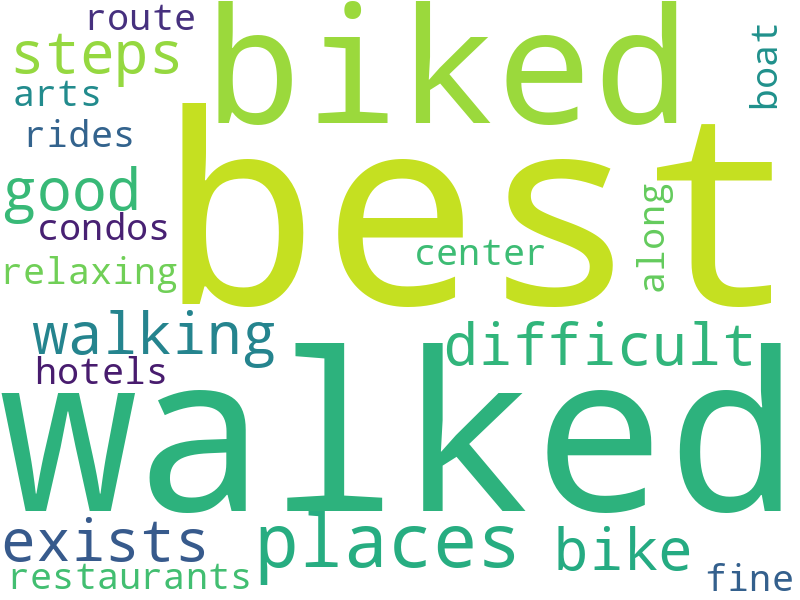 route
biked
boat
steps
arts
rides
best
good
condos
along
center
relaxing
walking
difficult
hotels
walked
exists
places
bike
restaurants
fine